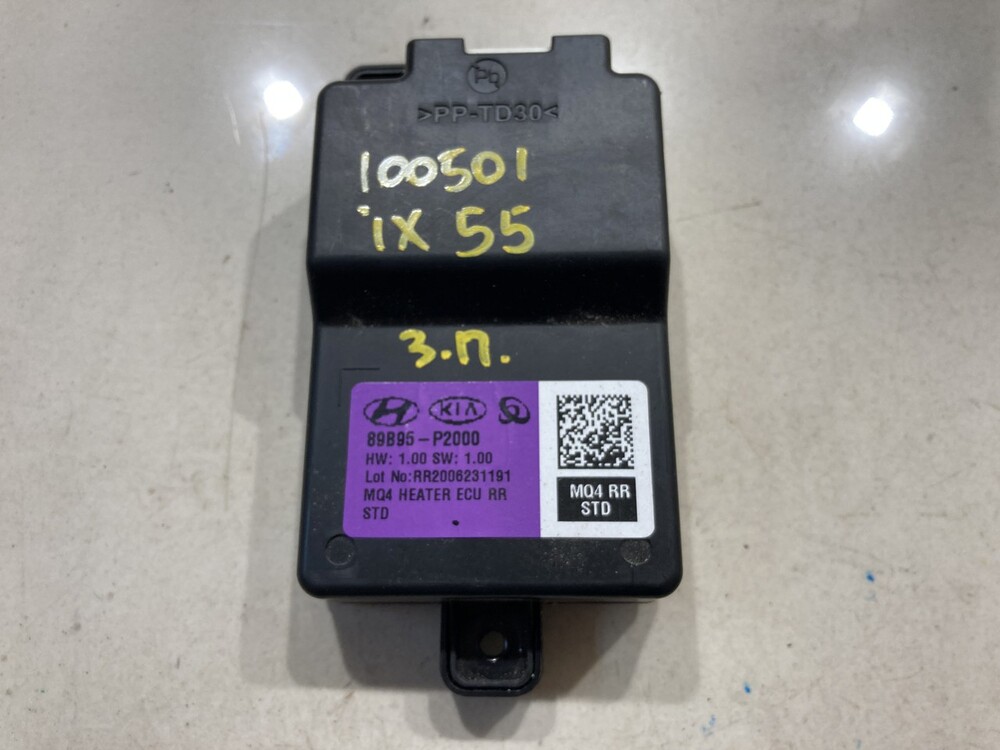 Pb
>PP-TD30<
100501
ix 55
З.П.
KIA
89B95-P2000
HW: 1.00 SW: 1.00
Lot No:RR2006231191
MQ4 HEATER ECU RR
STD
MQ4 RR
STD